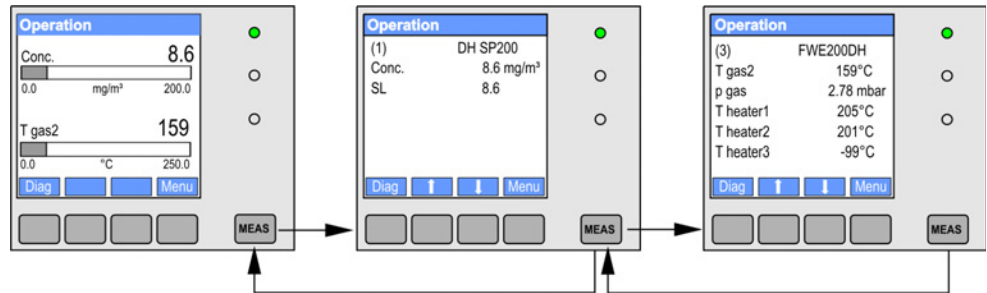 Operation
Conc. 8.6
0.0 mg/m³ 200.0
T gas2 159
0.0 °C 250.0
Diag Menu
MEAS
Operation
(1) DH SP200
Conc. 8.6 mg/m³
SL 8.6
Diag Menu
MEAS
Operation
(3) FWE200DH
T gas2 159°C
p gas 2.78 mbar
T heater1 205°C
T heater2 201°C
T heater3 -99°C
Diag Menu
MEAS